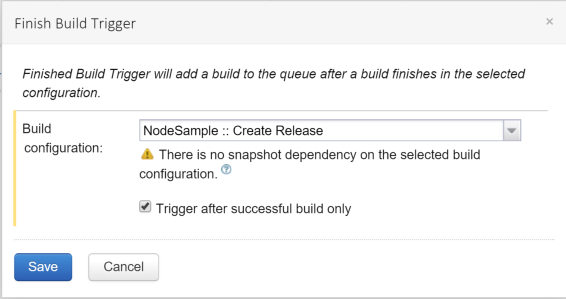 Finish Build Trigger
×
Finished Build Trigger will add a build to the queue after a build finishes in the selected
configuration.
Build
configuration:
NodeSample :: Create Release
There is no snapshot dependency on the selected build
configuration. ?
Trigger after successful build only
Save
Cancel